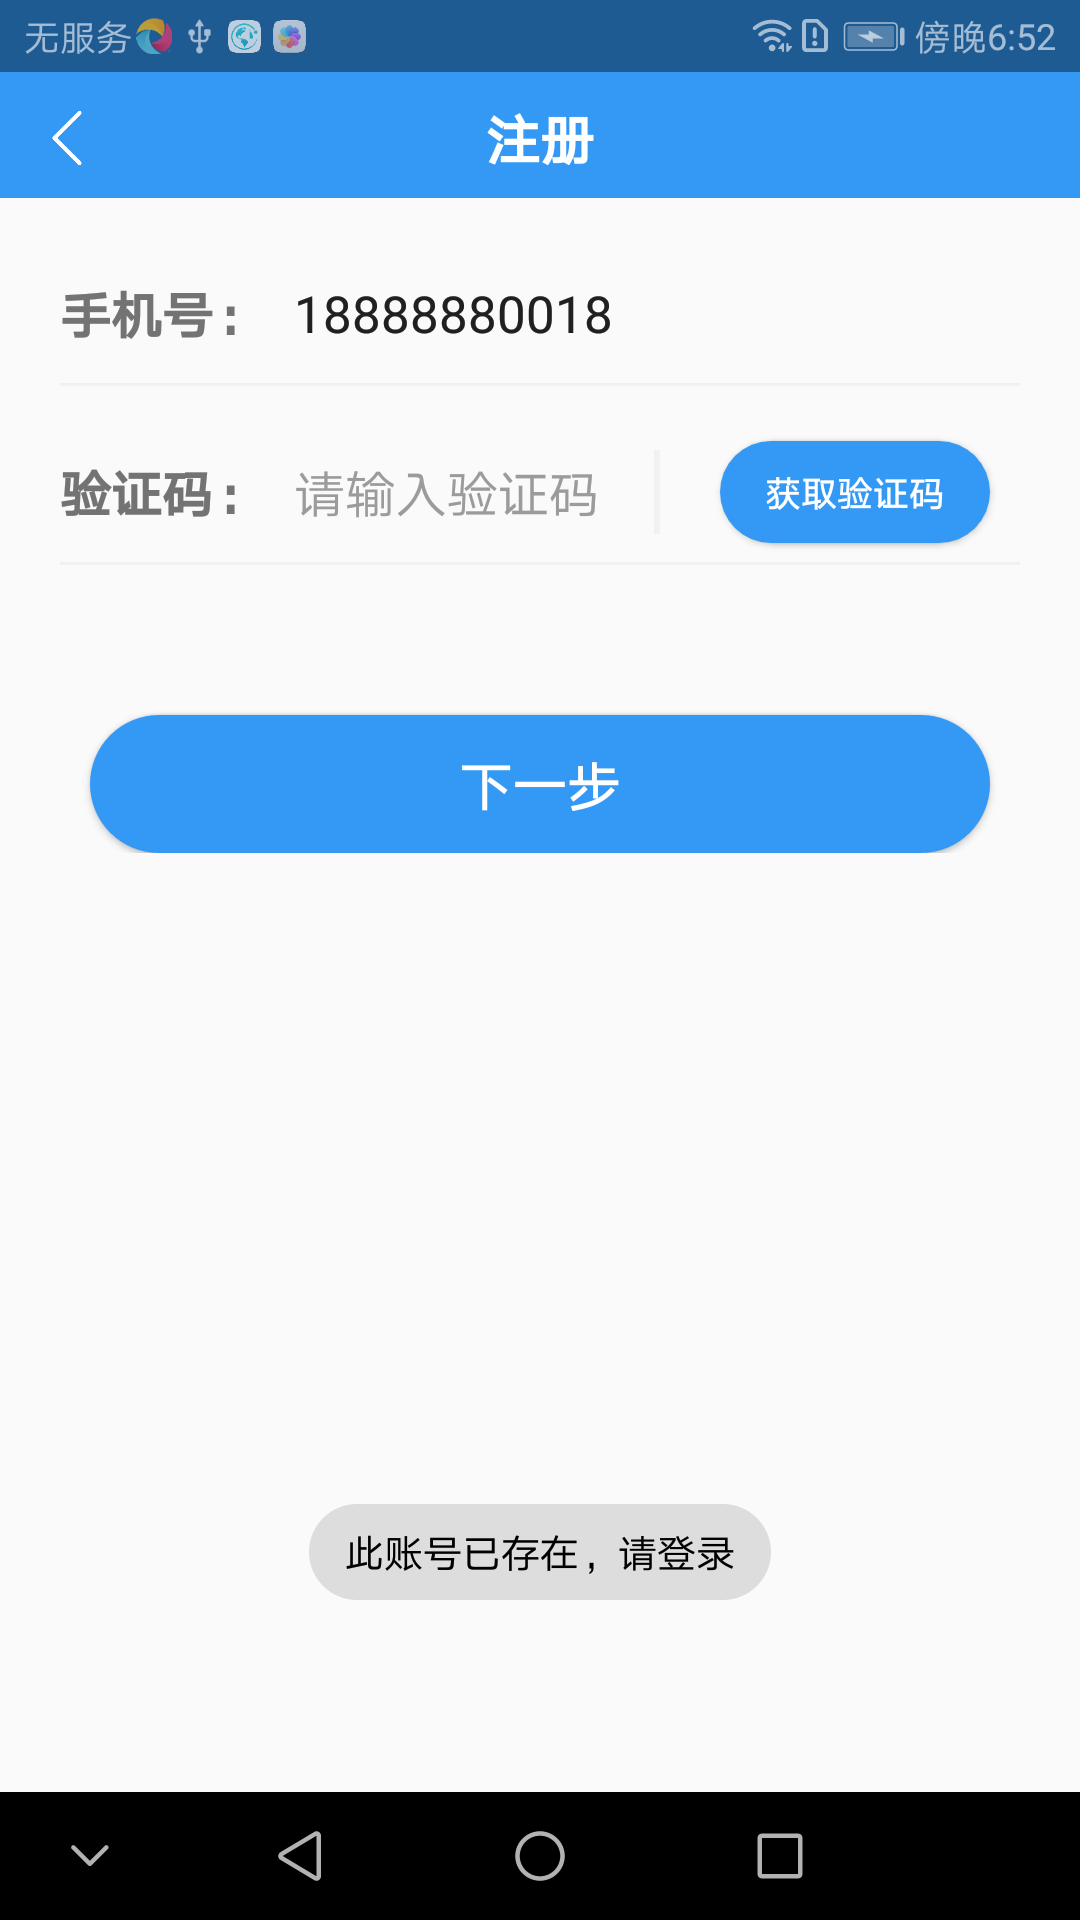 无服务 傍晚6:52
注册
手机号: 18888880018
验证码: 请输入验证码 获取验证码
下一步
此账号已存在，请登录